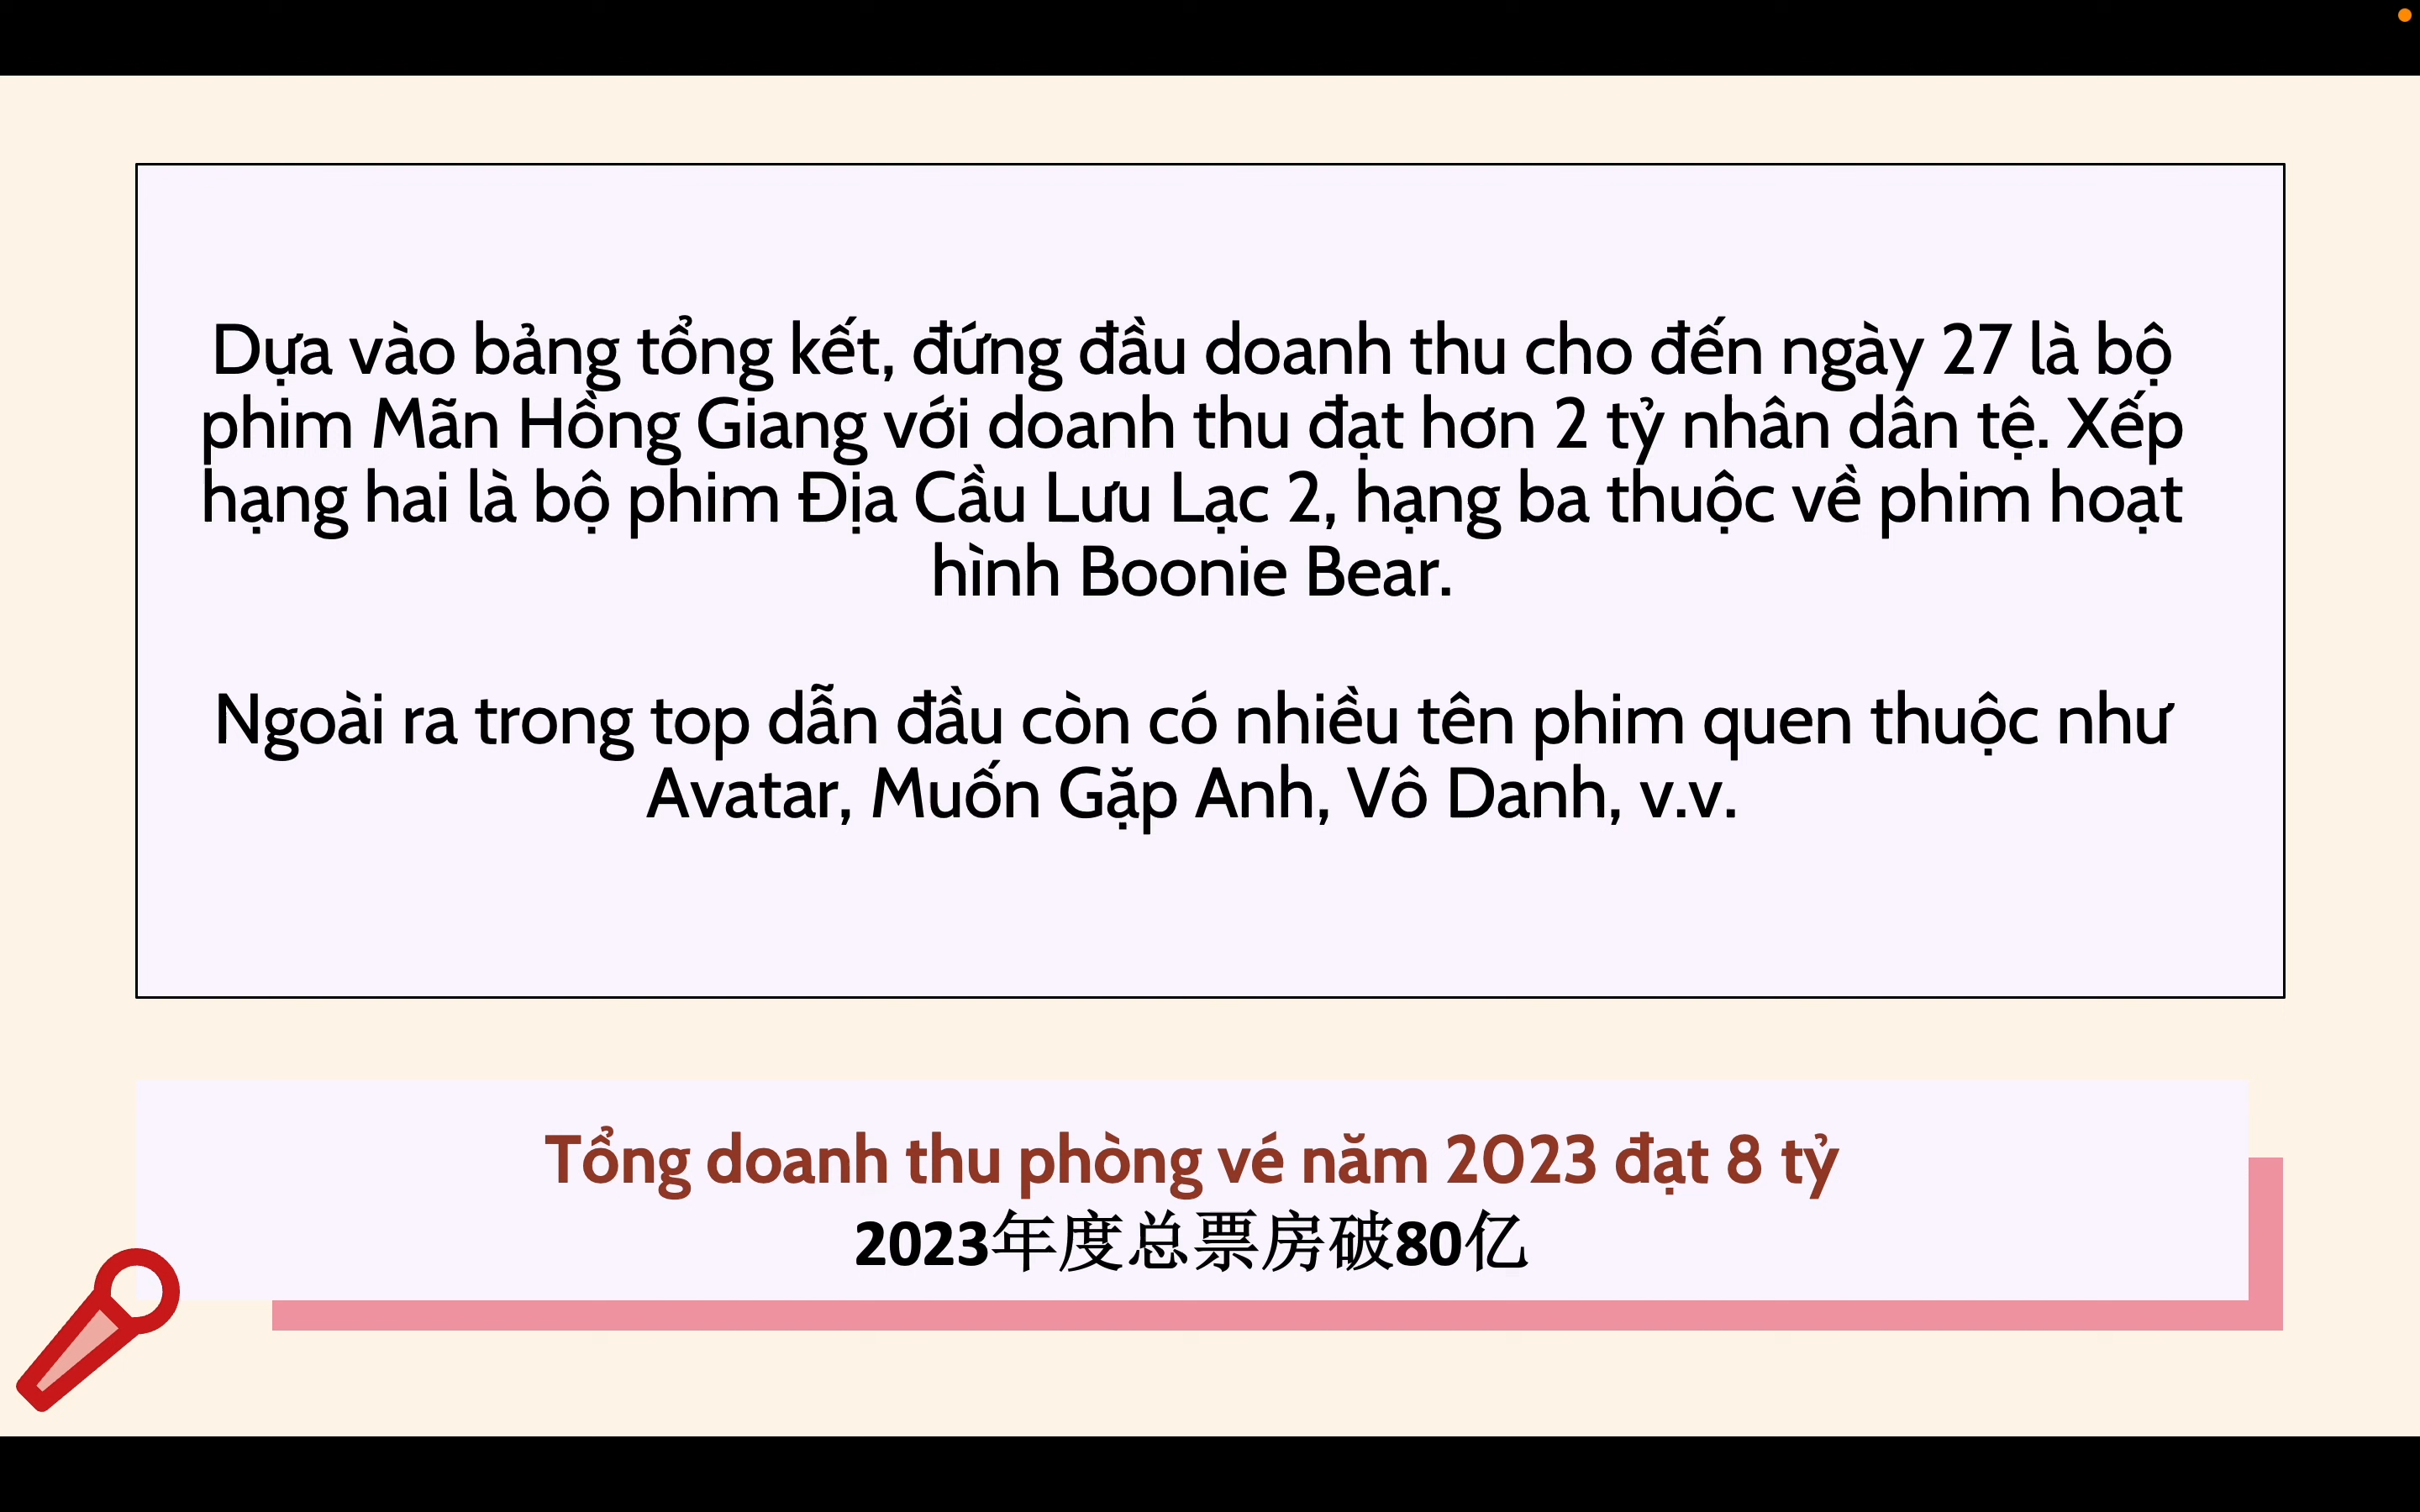 Dựa vào bảng tổng kết, đứng đầu doanh thu cho đến ngày 27 là bộ
phim Mãn Hồng Giang với doanh thu đạt hơn 2 tỷ nhân dân tệ. Xếp
hạng hai là bộ phim Địa Cầu Lưu Lạc 2, hạng ba thuộc về phim hoạt
hình Boonie Bear.
Ngoài ra trong top dẫn đầu còn có nhiều tên phim quen thuộc như
Avatar, Muốn Gặp Anh, Vô Danh, v.v.
Tổng doanh thu phòng vé năm 2023 đạt 8 tỷ
2023年度总票房破80亿